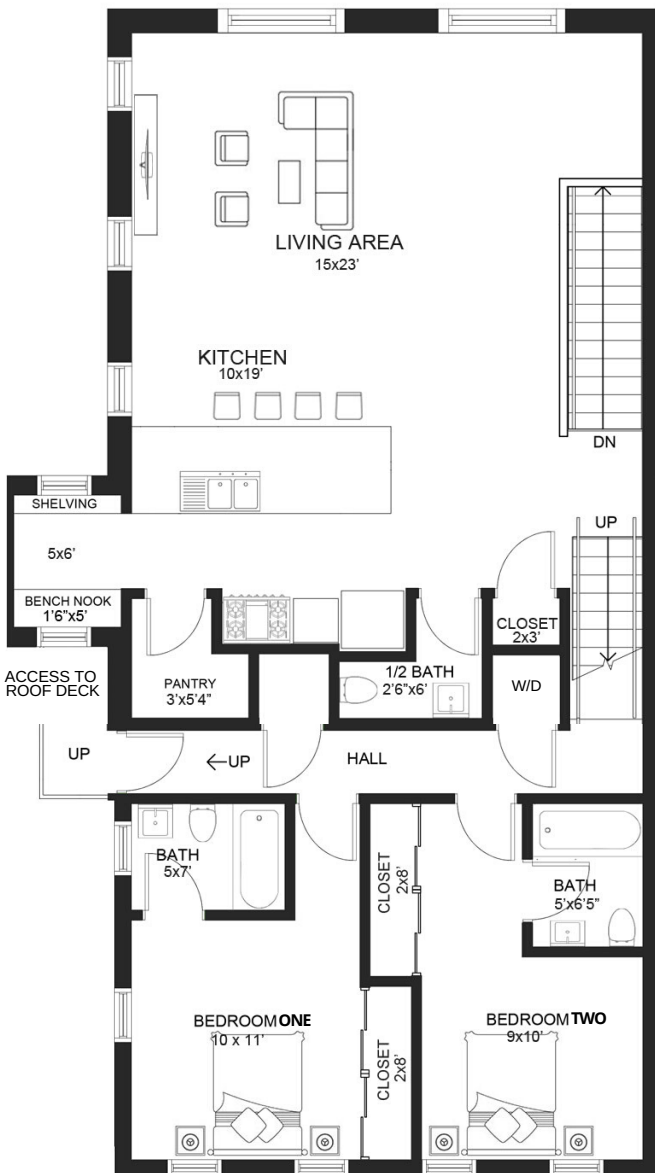 LIVING AREA
15x23'
KITCHEN
10x19'
DN
SHELVING
UP
5x6'
BENCH NOOK
1'6"x5'
CLOSET
2x3'
ACCESS TO
ROOF DECK
PANTRY
3'x5'4"
1/2 BATH
2'6"x6'
W/D
UP
←UP
HALL
BATH
5x7'
CLOSET
2x8'
BATH
5'x6'5"
BEDROOM ONE
10 x 11'
CLOSET
2x8'
BEDROOM TWO
9x10'